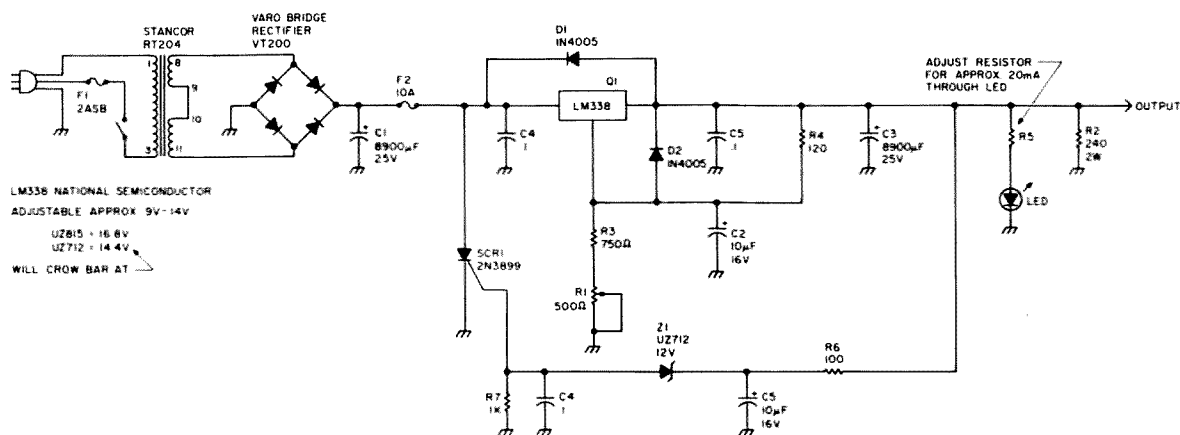 STANCOR
RT204
VARO BRIDGE
RECTIFIER
VT200
F1
2ASB
1
3
8
9
10
11
C1
8900µF
25V
F2
10A
D1
IN4005
Q1
LM338
C4
.1
D2
IN4005
C5
.1
R4
120
C3
8900µF
25V
ADJUST RESISTOR
FOR APPROX. 20mA
THROUGH LED
R5
LED
R2
240
2W
OUTPUT
LM338 NATIONAL SEMICONDUCTOR
ADJUSTABLE APPROX 9V-14V
UZ815 = 16.8V
UZ712 = 14.4V
WILL CROW BAR AT
SCR1
2N3899
R3
750Ω
R1
500Ω
C2
10µF
16V
Z1
UZ712
12V
R6
100
R7
1K
C4
.1
C5
10µF
16V